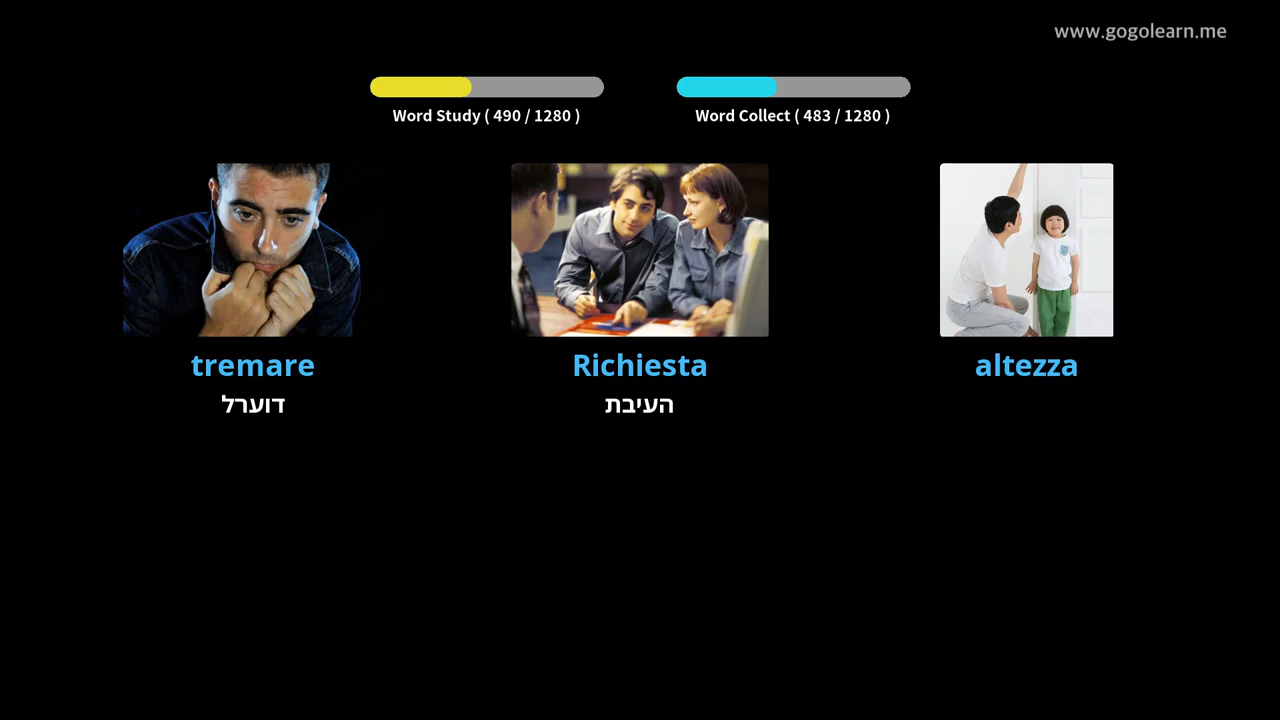 www.gogolearn.me
Word Study ( 490 / 1280 )
Word Collect ( 483 / 1280 )
tremare
דוערל
Richiesta
העיבת
altezza